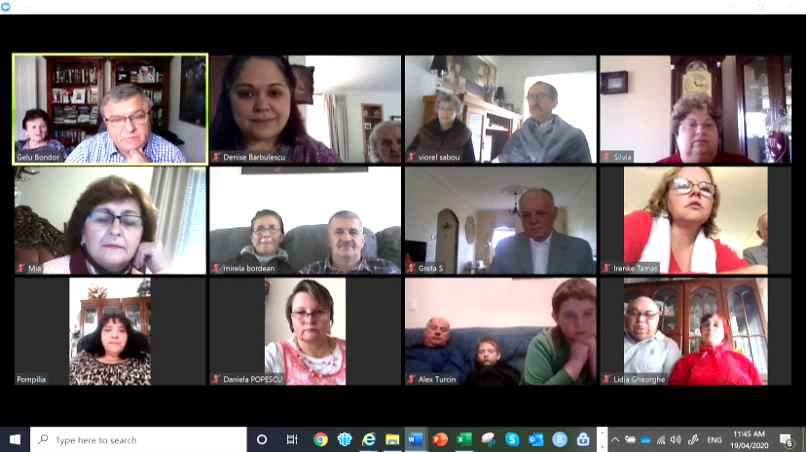 Gelu Bondor
Denise Barbulescu
viorel sabou
Silvia
Mia
mirela bordean
Greta S
Irenke Tamas
Pompilia
Daniela POPESCU
Alex Turcin
Lidia Gheorghe
Type here to search
ENG
11:45 AM
19/04/2020
6